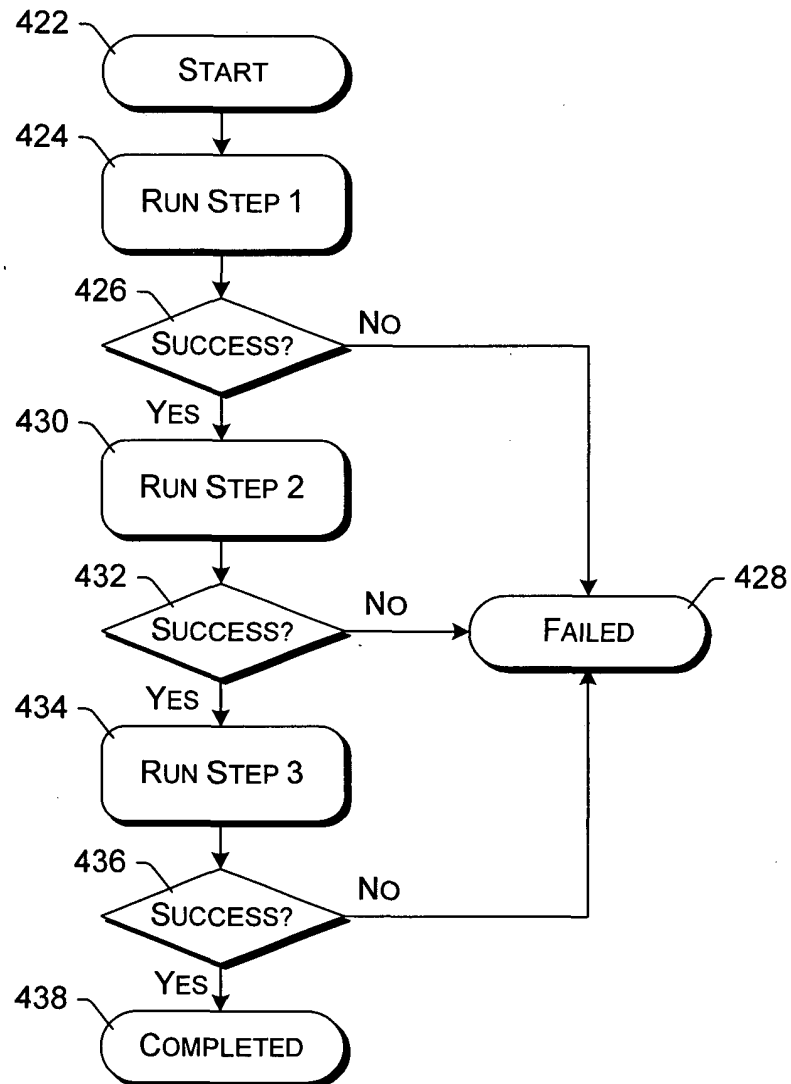 422
START
424
RUN STEP 1
426
SUCCESS?
NO
YES
430
RUN STEP 2
432
SUCCESS?
NO
428
FAILED
YES
434
RUN STEP 3
436
SUCCESS?
NO
YES
438
COMPLETED